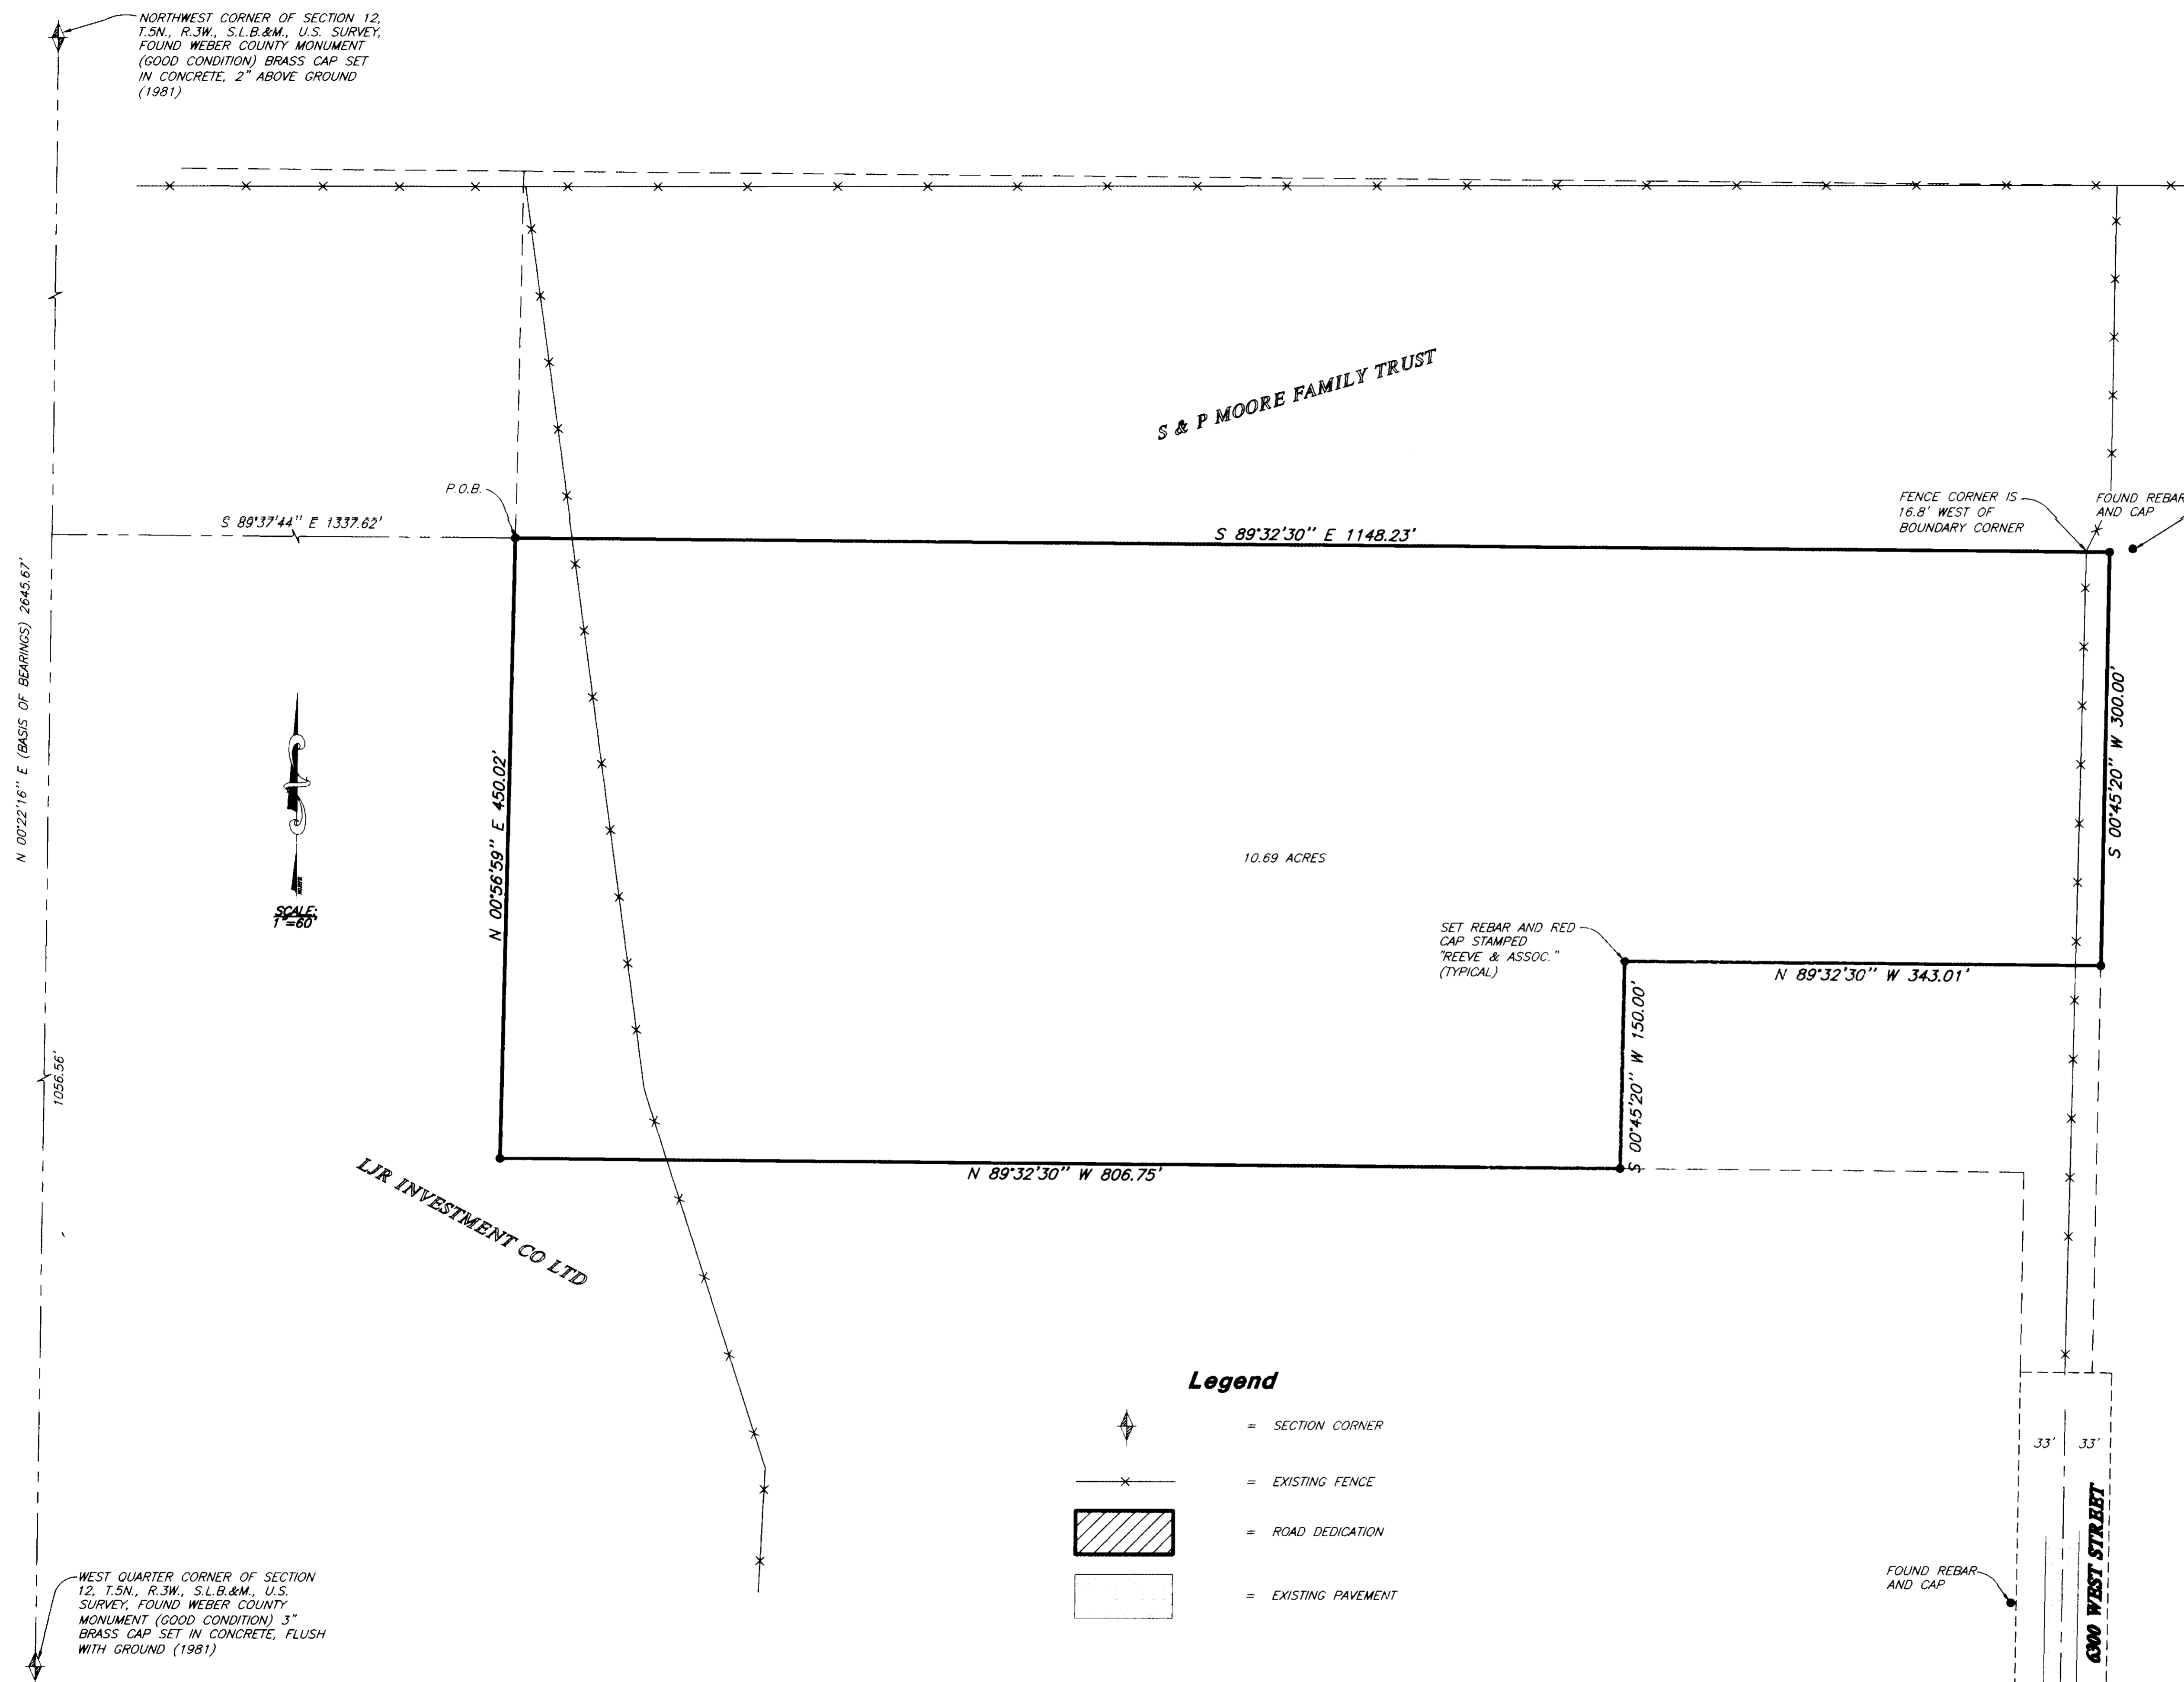 NORTHWEST CORNER OF SECTION 12,
T.5N., R.3W., S.L.B.&M., U.S. SURVEY,
FOUND WEBER COUNTY MONUMENT
(GOOD CONDITION) BRASS CAP SET
IN CONCRETE, 2" ABOVE GROUND
(1981)
S & P MOORE FAMILY TRUST
P.O.B.
S 89°37'44" E 1337.62'
S 89°32'30" E 1148.23'
FENCE CORNER IS
16.8' WEST OF
BOUNDARY CORNER
FOUND REBAR
AND CAP
N 00°22'16" E (BASIS OF BEARINGS) 2645.67'
S 00°45'20" W 300.00'
N 00°56'59" E 450.02'
10.69 ACRES
SCALE:
1"=60'
SET REBAR AND RED
CAP STAMPED
"REEVE & ASSOC."
(TYPICAL)
N 89°32'30" W 343.01'
S 00°45'20" W 150.00'
1056.56'
N 89°32'30" W 806.75'
LJR INVESTMENT CO LTD
Legend
= SECTION CORNER
= EXISTING FENCE
= ROAD DEDICATION
= EXISTING PAVEMENT
33'
33'
6300 WEST STREET
FOUND REBAR
AND CAP
WEST QUARTER CORNER OF SECTION
12, T.5N., R.3W., S.L.B.&M., U.S.
SURVEY, FOUND WEBER COUNTY
MONUMENT (GOOD CONDITION) 3"
BRASS CAP SET IN CONCRETE, FLUSH
WITH GROUND (1981)